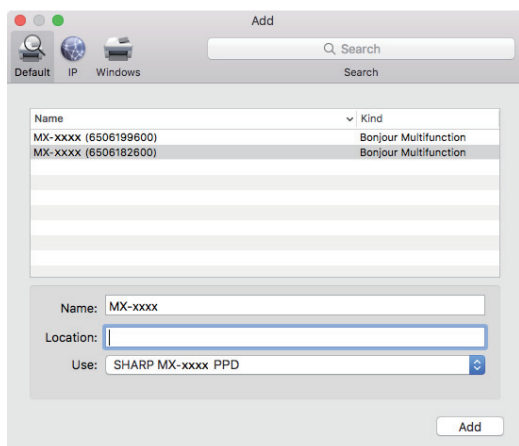 Add
Search
Default IP Windows Search
Name Kind
MX-xxxx (6506199600) Bonjour Multifunction
MX-xxxx (6506182600) Bonjour Multifunction
Name: MX-xxxx
Location:
Use: SHARP MX-xxxx PPD
Add